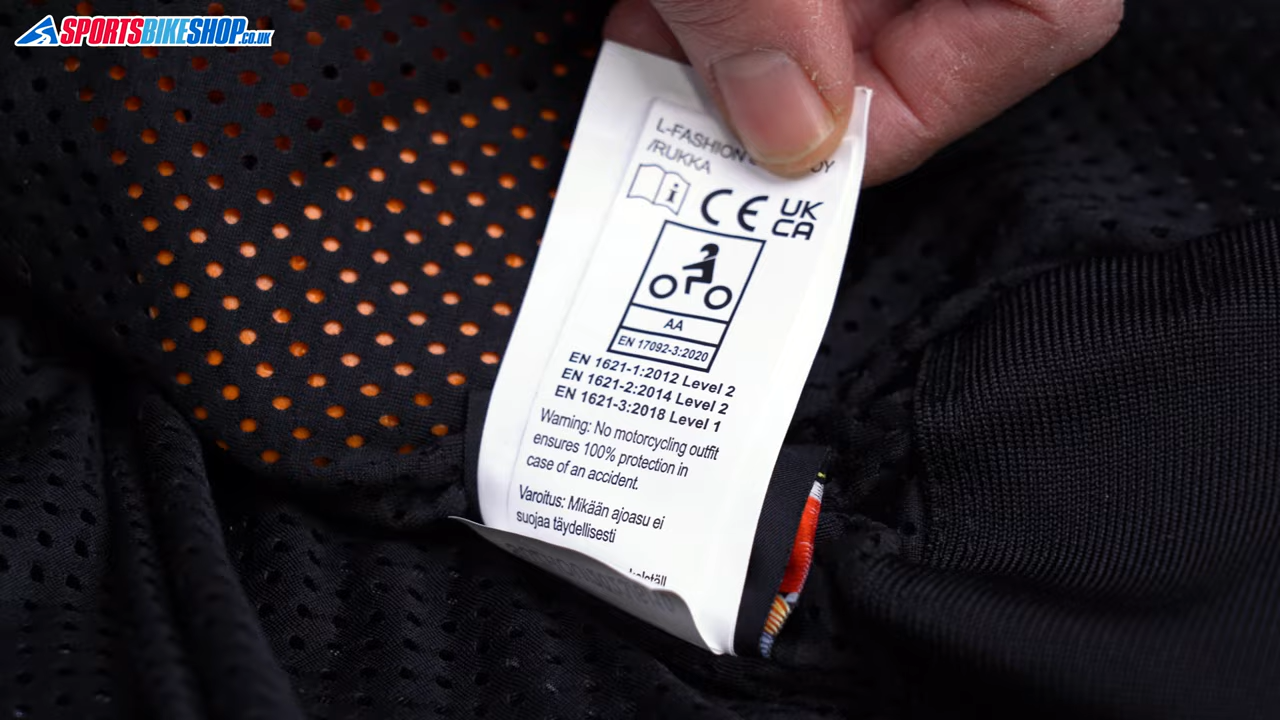 SPORTSBIKESHOP.co.uk
L-FASHION OY
/RUKKA
i
CE UK
CA
AA
EN 17092-3:2020
EN 1621-1:2012 Level 2
EN 1621-2:2014 Level 2
EN 1621-3:2018 Level 1
Warning: No motorcycling outfit
ensures 100% protection in
case of an accident.
Varoitus: Mikään ajoasu ei
suojaa täydellisesti